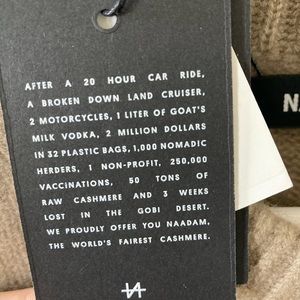 AFTER A 20 HOUR CAR RIDE,
A BROKEN DOWN LAND CRUISER,
2 MOTORCYCLES, 1 LITER OF GOAT'S
MILK VODKA, 2 MILLION DOLLARS
IN 32 PLASTIC BAGS, 1,000 NOMADIC
HERDERS, 1 NON-PROFIT, 250,000
VACCINATIONS, 50 TONS OF
RAW CASHMERE AND 3 WEEKS
LOST IN THE GOBI DESERT.
WE PROUDLY OFFER YOU NAADAM,
THE WORLD'S FAIREST CASHMERE.